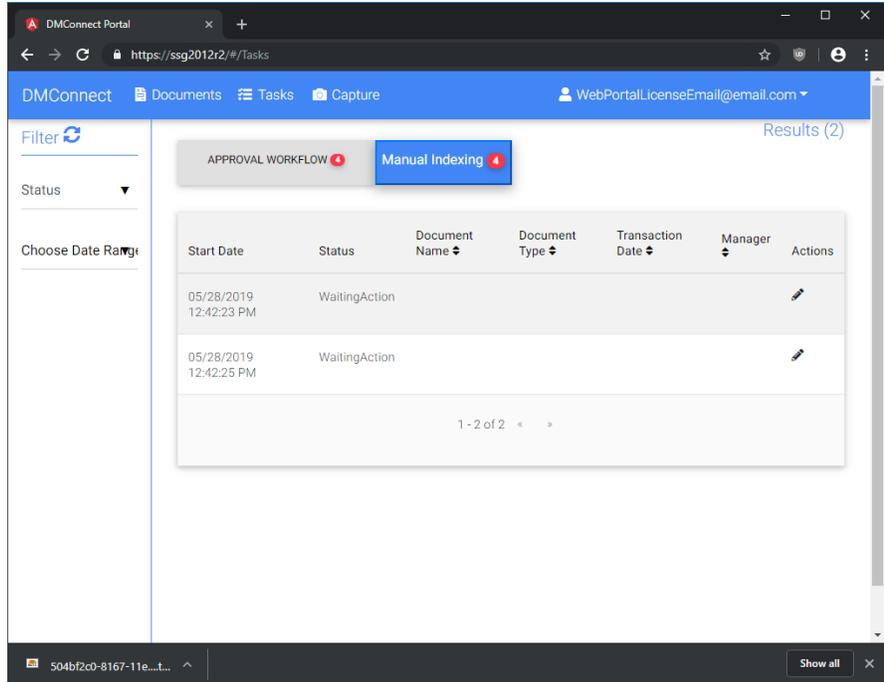 DMConnect Portal
https://ssg2012r2/#/Tasks
DMConnect Documents Tasks Capture WebPortalLicenseEmail@email.com
Filter
Results (2)
APPROVAL WORKFLOW 4 Manual Indexing 4
Status
Choose Date Range
Start Date Status Document Name Document Type Transaction Date Manager Actions
05/28/2019 WaitingAction
12:42:23 PM
05/28/2019 WaitingAction
12:42:25 PM
1 - 2 of 2 « »
504bf2c0-8167-11e....t... Show all